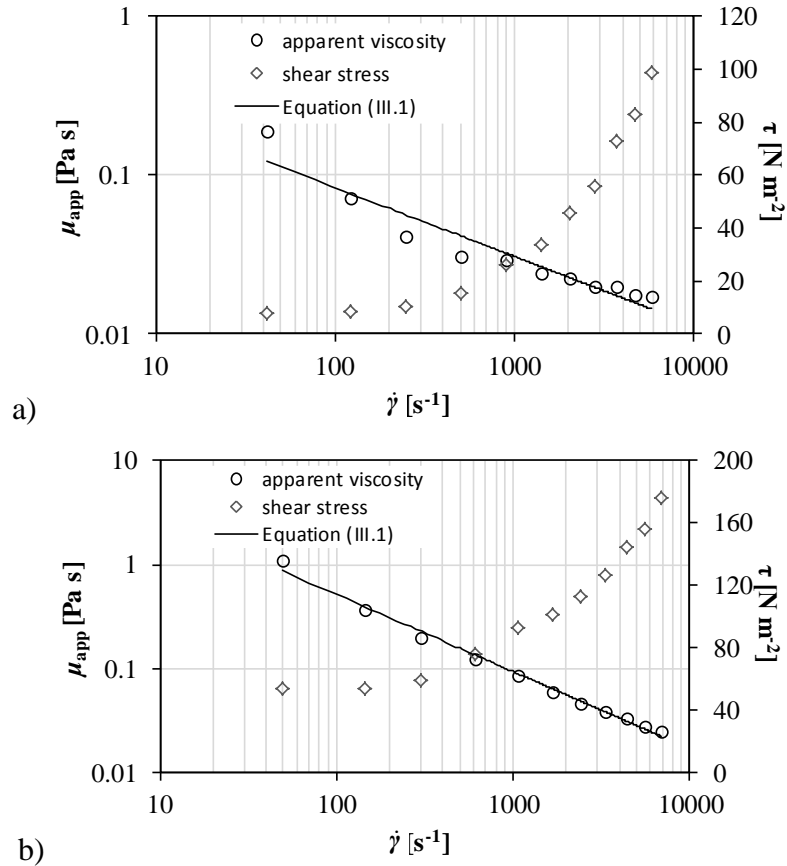 1
120
apparent viscosity
100
shear stress
Equation (III.1)
80
0.1
60
μapp [Pa s]
τ [N m-2]
40
20
0.01
0
10
100
1000
10000
γ̇ [s-1]
a)
10
200
apparent viscosity
shear stress
160
Equation (III.1)
1
120
μapp [Pa s]
τ [N m-2]
80
0.1
40
0.01
0
10
100
1000
10000
γ̇ [s-1]
b)